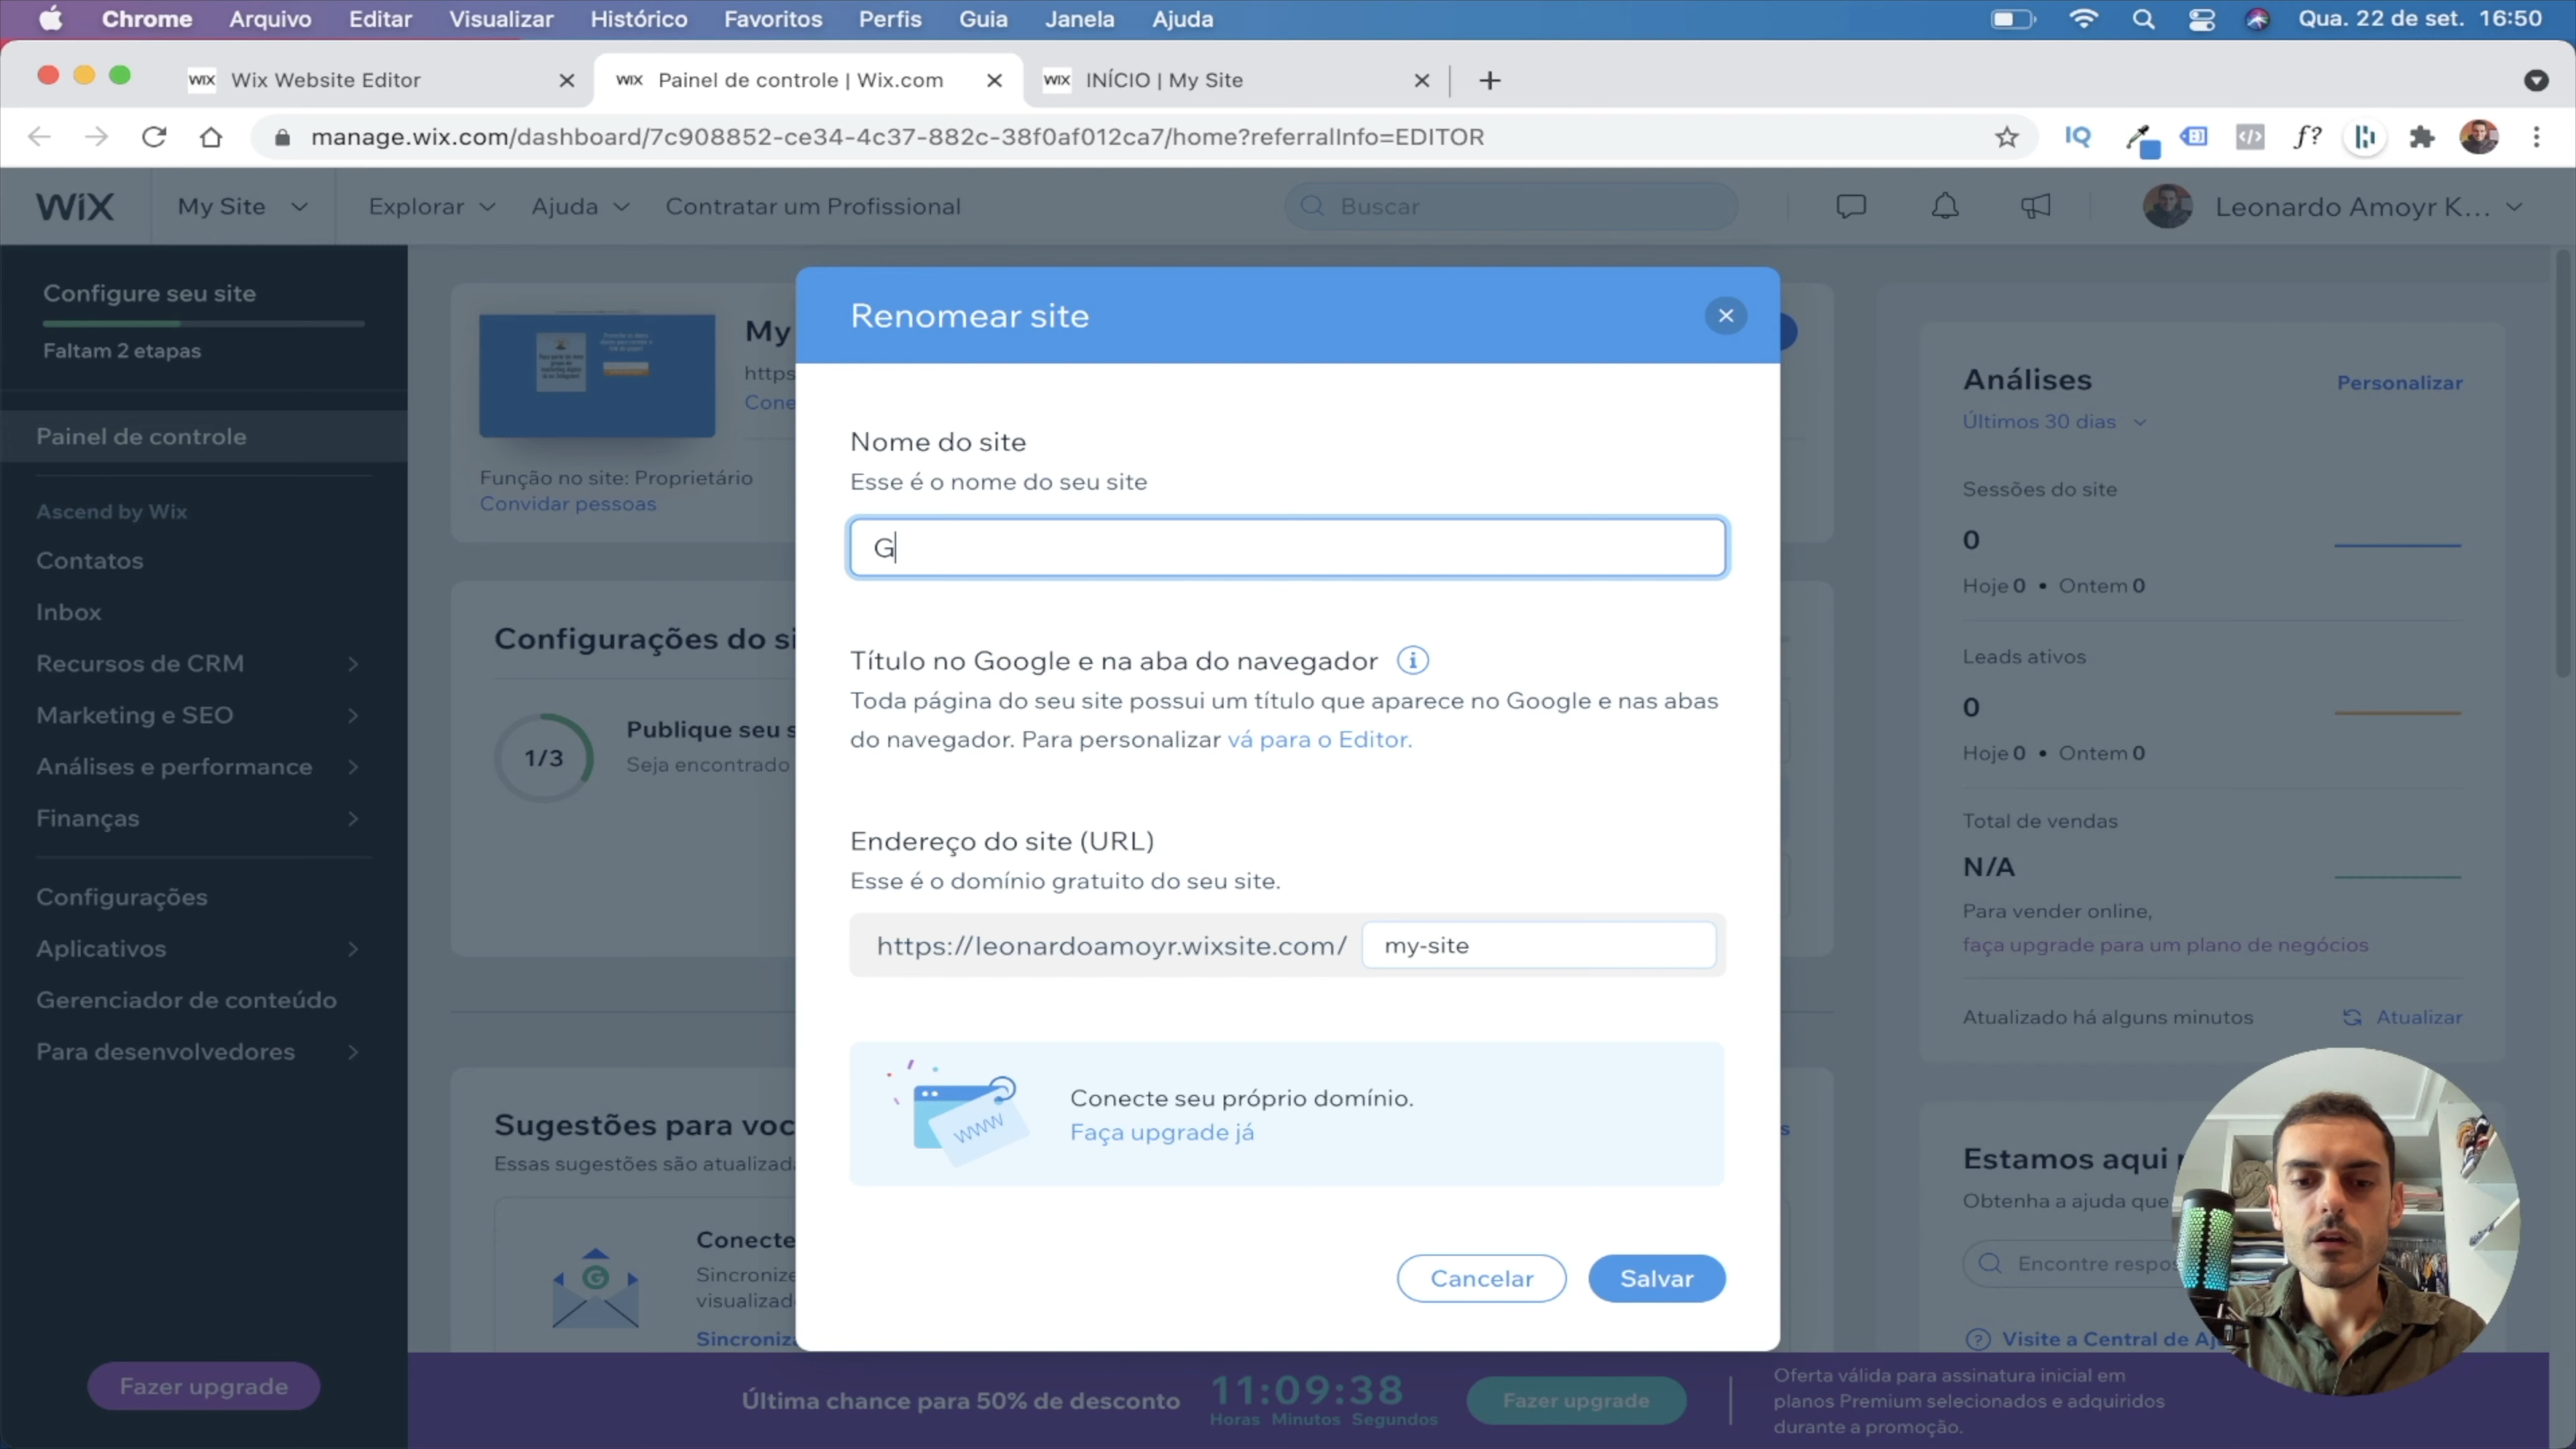 Chrome Arquivo Editar Visualizar Histórico Favoritos Perfis Guia Janela Ajuda Qua. 22 de set. 16:50
WiX Wix Website Editor WiX Painel de controle | Wix.com WiX INÍCIO | My Site
manage.wix.com/dashboard/7c908852-ce34-4c37-882c-38f0af012ca7/home?referralInfo=EDITOR IQ f?
WiX My Site Explorar Ajuda Contratar um Profissional Buscar Leonardo Amoyr K...
Configure seu site
Faltam 2 etapas
Painel de controle
Ascend by Wix
Contatos
Inbox
Recursos de CRM
Marketing e SEO
Análises e performance
Finanças
Configurações
Aplicativos
Gerenciador de conteúdo
Para desenvolvedores
Fazer upgrade
My
https
Cone
Função no site: Proprietário
Convidar pessoas
Configurações do si
1/3
Publique seu s
Seja encontrado
Sugestões para voc
Essas sugestões são atualizad
Conecte
Sincronize
visualizad
Sincroniz
Renomear site
Nome do site
Esse é o nome do seu site
G
Título no Google e na aba do navegador
Toda página do seu site possui um título que aparece no Google e nas abas
do navegador. Para personalizar vá para o Editor.
Endereço do site (URL)
Esse é o domínio gratuito do seu site.
https://leonardoamoyr.wixsite.com/ my-site
WWW
Conecte seu próprio domínio.
Faça upgrade já
Cancelar Salvar
Análises Personalizar
Últimos 30 dias
Sessões do site
0
Hoje 0 • Ontem 0
Leads ativos
0
Hoje 0 • Ontem 0
Total de vendas
N/A
Para vender online,
faça upgrade para um plano de negócios
Atualizado há alguns minutos Atualizar
Estamos aqui
Obtenha a ajuda que
Encontre respos
Visite a Central de Aj
Última chance para 50% de desconto
11:09:38
Horas Minutos Segundos
Fazer upgrade
Oferta válida para assinatura inicial em
planos Premium selecionados e adquiridos
durante a promoção.